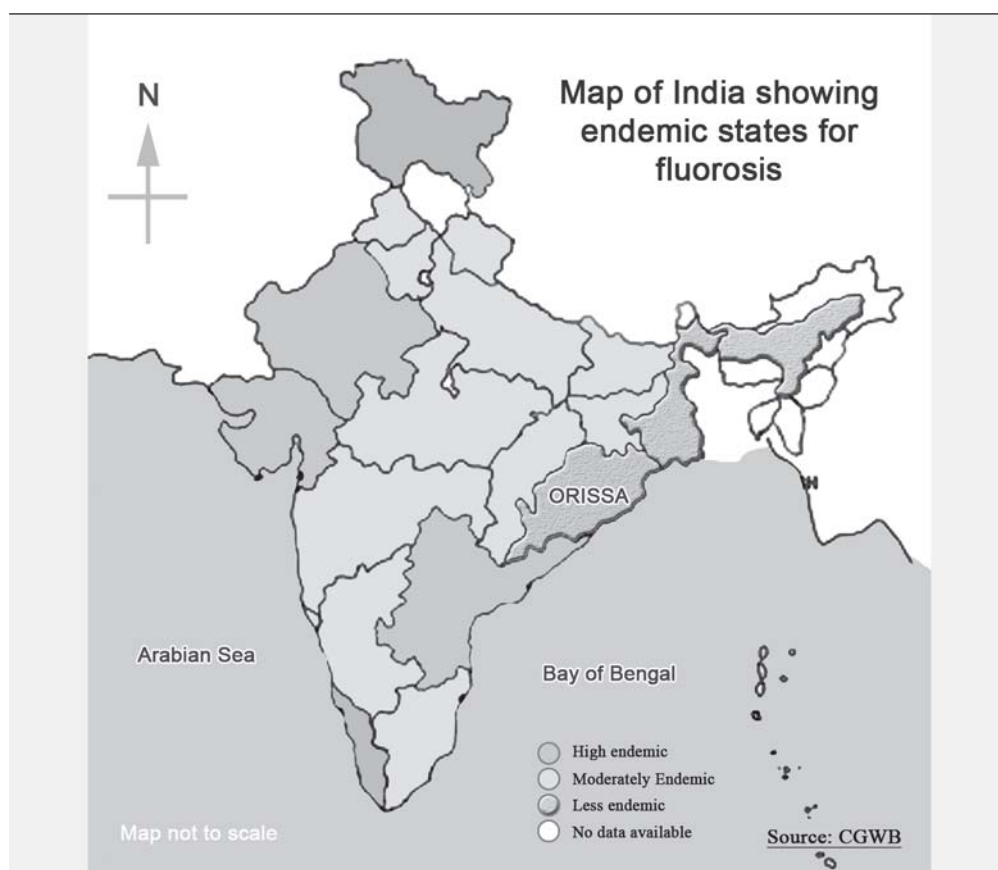 N
Map of India showing
endemic states for
fluorosis
ORISSA
Arabian Sea
Bay of Bengal
High endemic
Moderately Endemic
Less endemic
No data available
Map not to scale
Source: CGWB